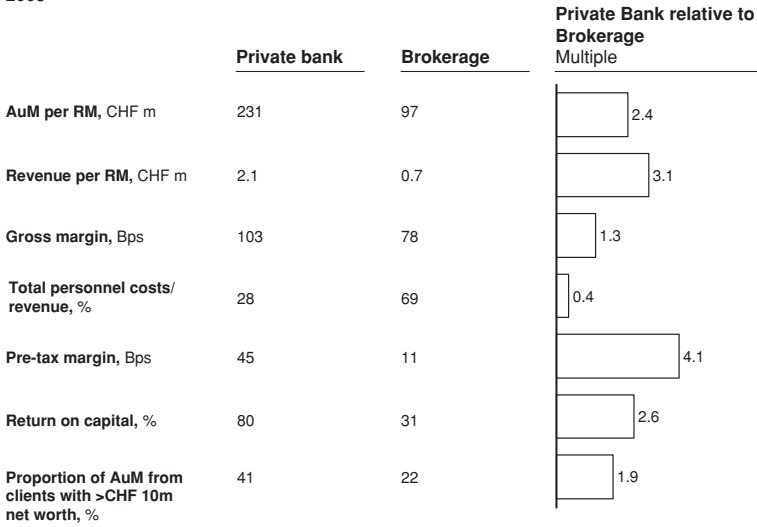 Private Bank relative to
Brokerage
Private bank Brokerage Multiple
AuM per RM, CHF m 231 97 2.4
Revenue per RM, CHF m 2.1 0.7 3.1
Gross margin, Bps 103 78 1.3
Total personnel costs/
revenue, % 28 69 0.4
Pre-tax margin, Bps 45 11 4.1
Return on capital, % 80 31 2.6
Proportion of AuM from 41 22 1.9
clients with >CHF 10m
net worth, %